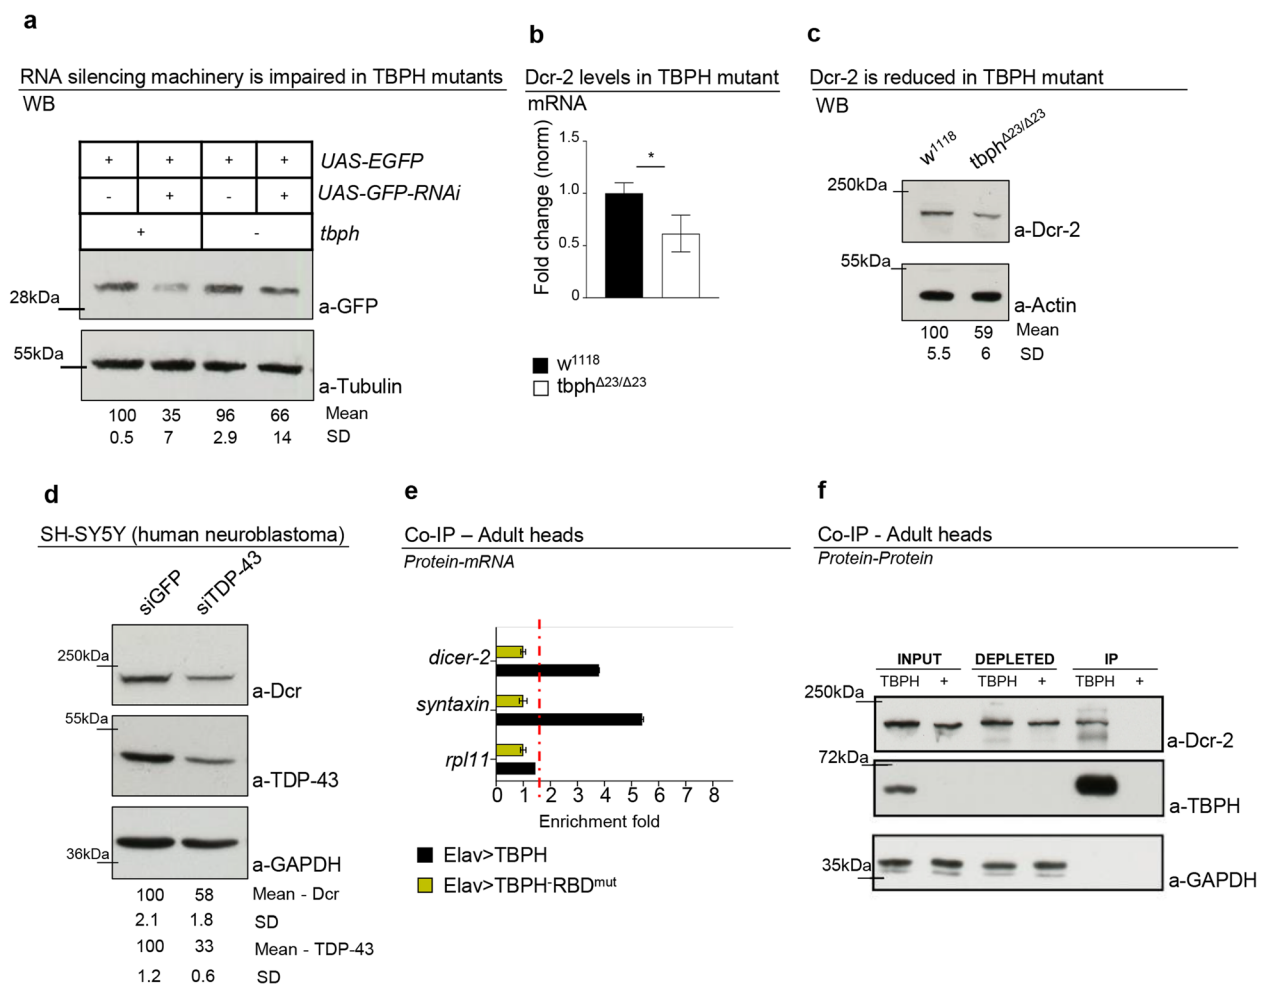 a
RNA silencing machinery is impaired in TBPH mutants
WB
+ + + + UAS-EGFP
- + - + UAS-GFP-RNAi
+ - tbph
28kDa
a-GFP
55kDa
a-Tubulin
100 35 96 66 Mean
0.5 7 2.9 14 SD
b
Dcr-2 levels in TBPH mutant
mRNA
Fold change (norm)
1.5
1.0
0.5
0
*
w1118
tbphΔ23/Δ23
c
Dcr-2 is reduced in TBPH mutant
WB
w1118 tbphΔ23/Δ23
250kDa
a-Dcr-2
55kDa
a-Actin
100 59 Mean
5.5 6 SD
d
SH-SY5Y (human neuroblastoma)
siGFP siTDP-43
250kDa
a-Dcr
55kDa
a-TDP-43
36kDa
a-GAPDH
100 58 Mean - Dcr
2.1 1.8 SD
100 33 Mean - TDP-43
1.2 0.6 SD
e
Co-IP – Adult heads
Protein-mRNA
dicer-2
syntaxin
rpl11
0 1 2 3 4 5 6 7 8
Enrichment fold
Elav>TBPH
Elav>TBPH-RBDmut
f
Co-IP - Adult heads
Protein-Protein
INPUT DEPLETED IP
TBPH + TBPH + TBPH +
250kDa
a-Dcr-2
72kDa
a-TBPH
35kDa
a-GAPDH